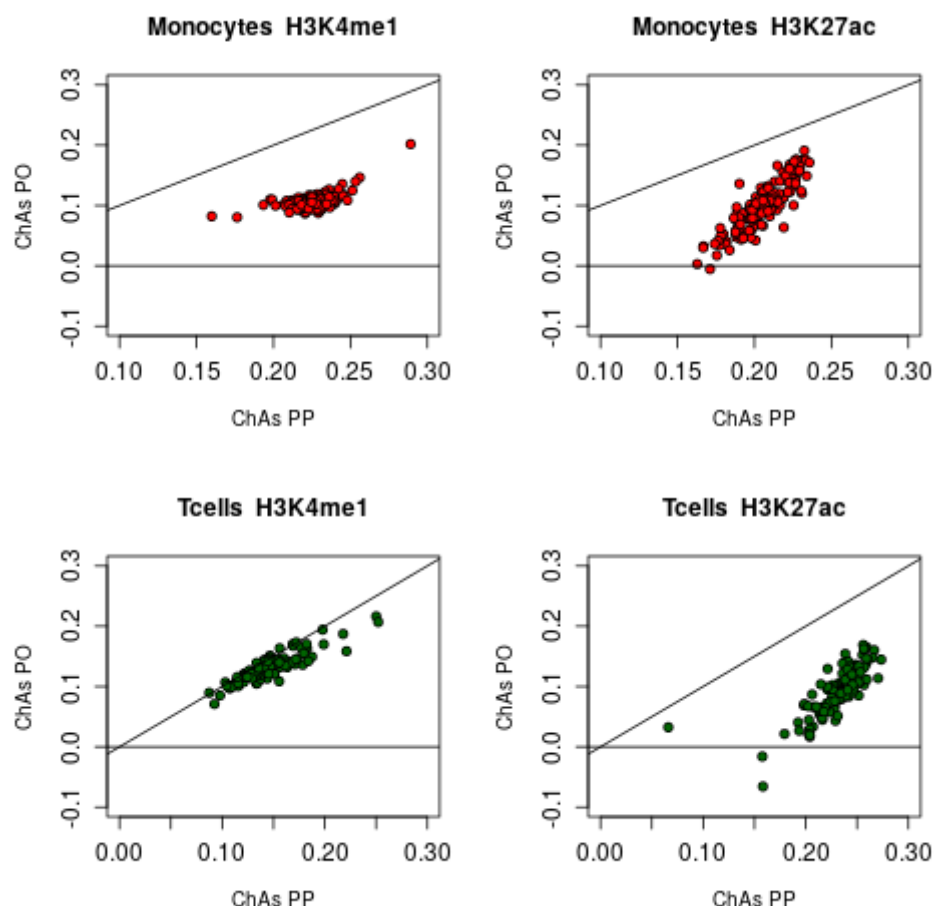 Monocytes H3K4me1
ChAs PO
0.3
0.2
0.1
0.0
-0.1
0.10 0.15 0.20 0.25 0.30
ChAs PP
Monocytes H3K27ac
ChAs PO
0.3
0.2
0.1
0.0
-0.1
0.10 0.15 0.20 0.25 0.30
ChAs PP
Tcells H3K4me1
ChAs PO
0.3
0.2
0.1
0.0
-0.1
0.00 0.10 0.20 0.30
ChAs PP
Tcells H3K27ac
ChAs PO
0.3
0.2
0.1
0.0
-0.1
0.00 0.10 0.20 0.30
ChAs PP